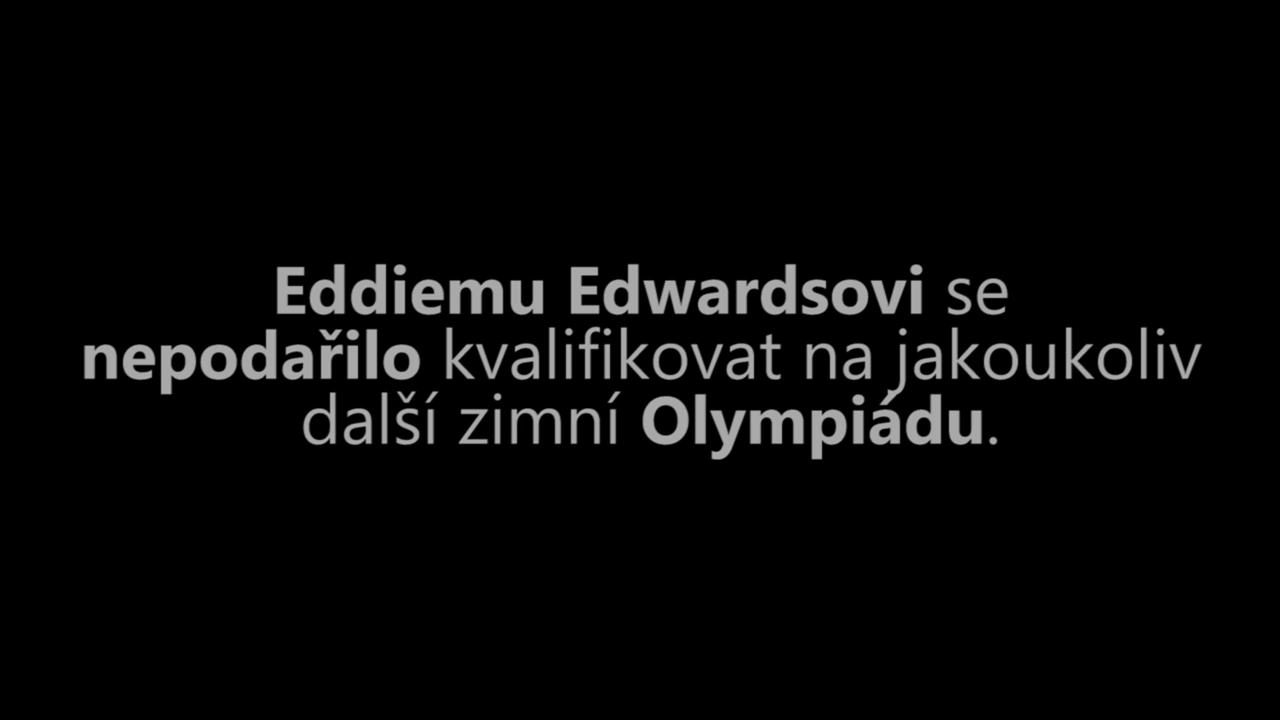 Eddiemu Edwardsovi se
nepodařilo kvalifikovat na jakoukoliv
další zimní Olympiádu.